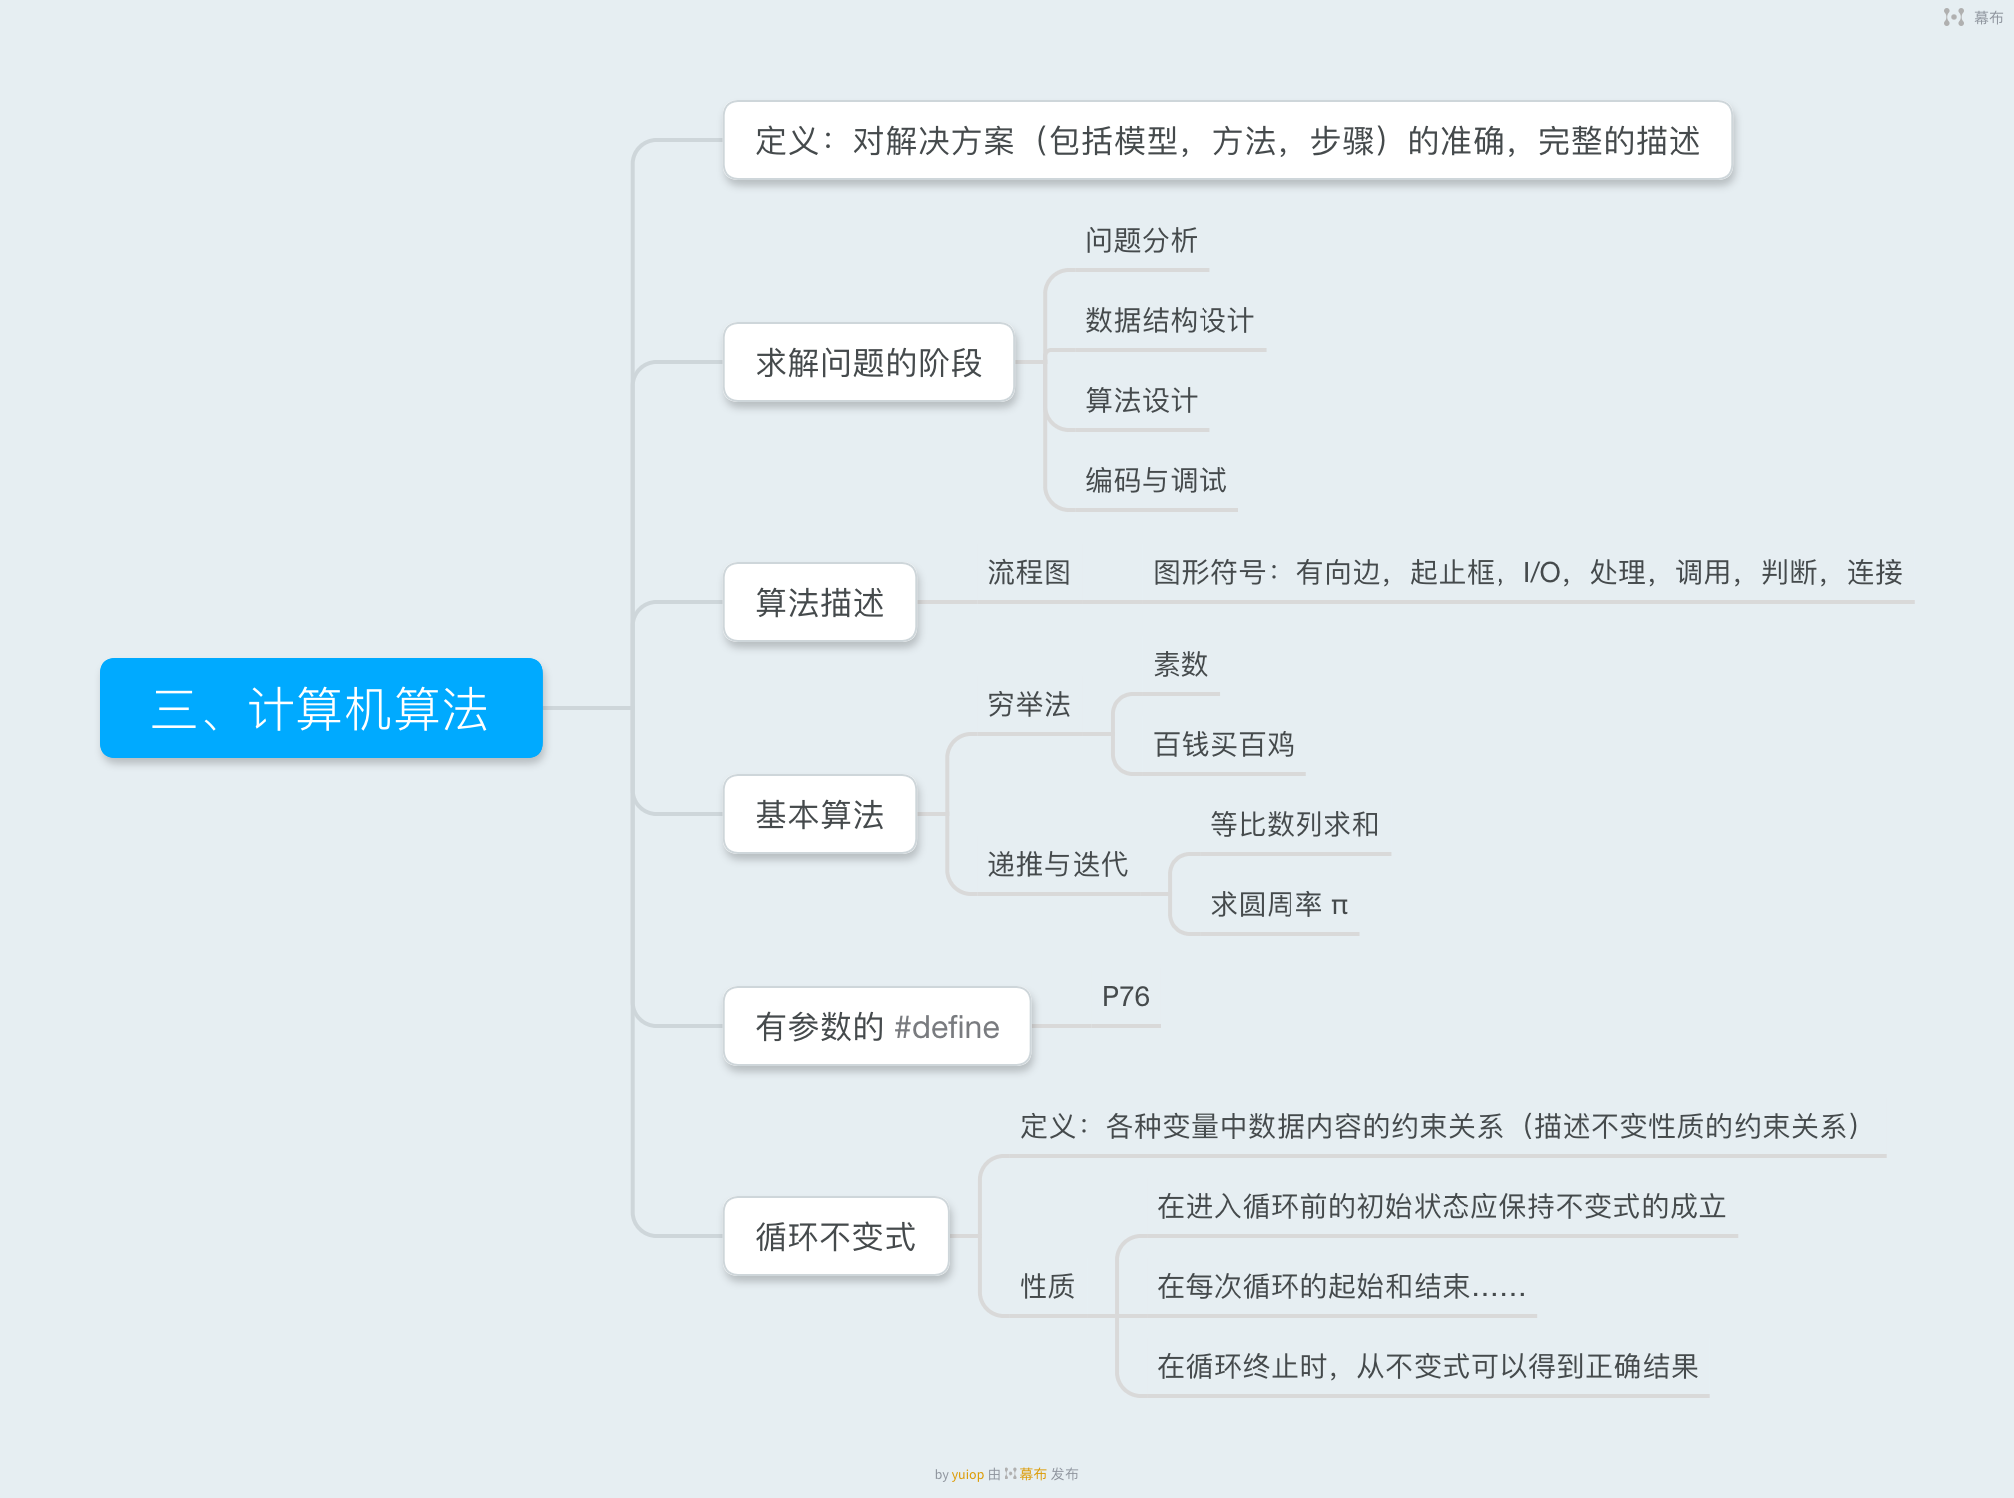 幕布
定义：对解决方案（包括模型，方法，步骤）的准确，完整的描述
问题分析
数据结构设计
求解问题的阶段
算法设计
编码与调试
算法描述
流程图
图形符号：有向边，起止框，I/O，处理，调用，判断，连接
三、计算机算法
素数
穷举法
百钱买百鸡
基本算法
等比数列求和
递推与迭代
求圆周率 π
有参数的 #define
P76
定义：各种变量中数据内容的约束关系（描述不变性质的约束关系）
循环不变式
在进入循环前的初始状态应保持不变式的成立
性质
在每次循环的起始和结束……
在循环终止时，从不变式可以得到正确结果
by yuiop 由 幕布 发布